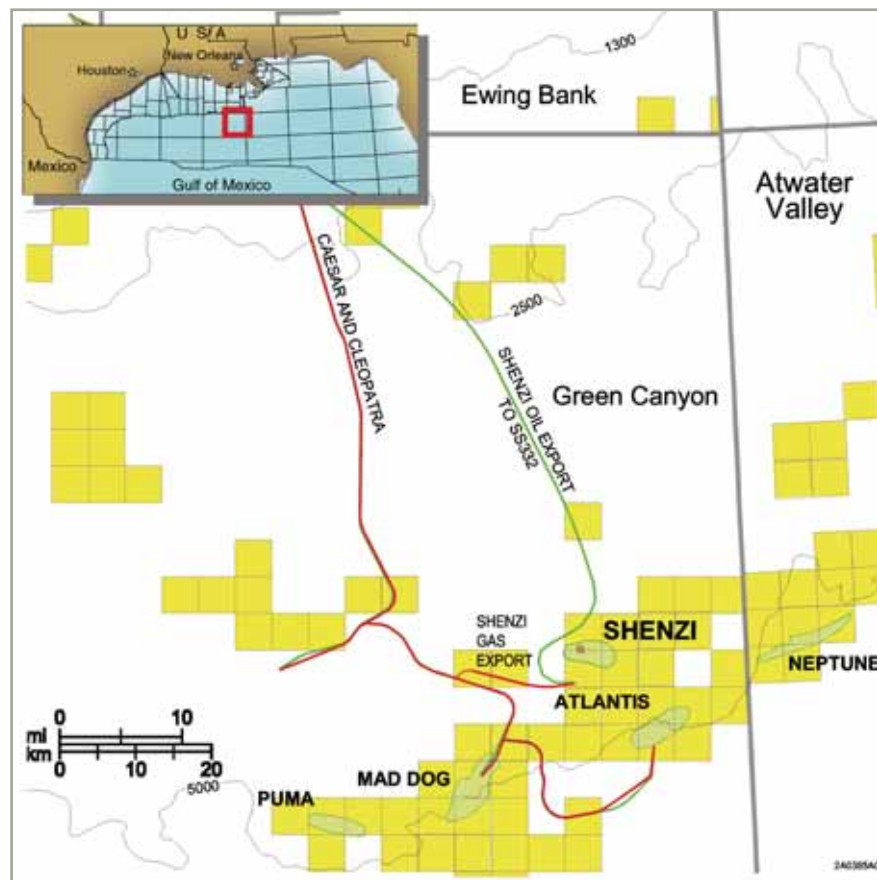 U S A
New Orleans
Houston
Mexico
Gulf of Mexico
1300
Ewing Bank
Atwater
Valley
CAESAR AND CLEOPATRA
2500
SHENZI OIL EXPORT
TO SS332
Green Canyon
SHENZI
GAS
EXPORT
SHENZI
NEPTUNE
ATLANTIS
0 10
mi
km
0 10 20
5000
MAD DOG
PUMA